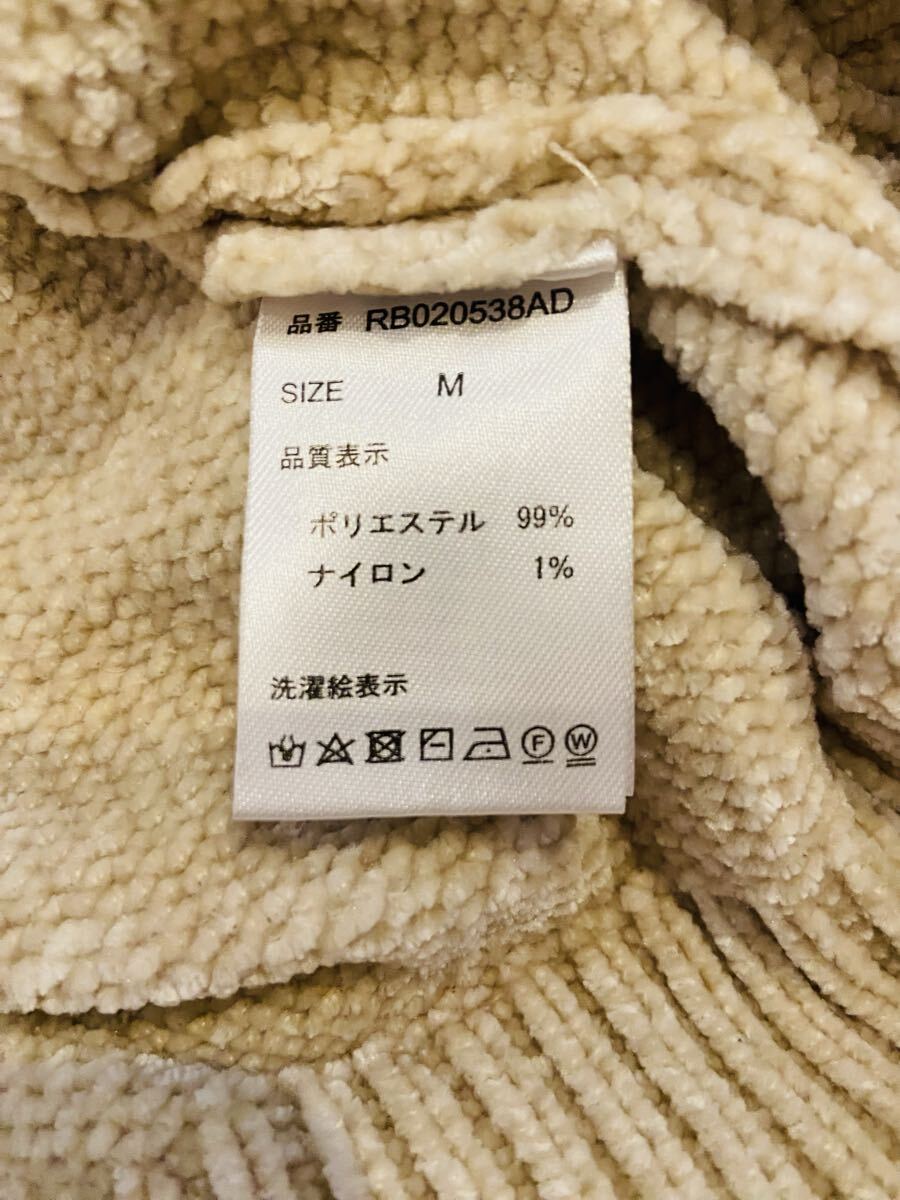 品番 RB020538AD
SIZE M
品質表示
ポリエステル 99%
ナイロン 1%
洗濯絵表示
F W